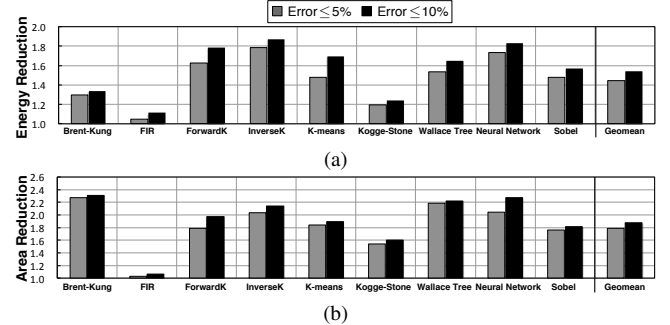 Error≤5% Error≤10%
Energy Reduction
2.0
1.8
1.6
1.4
1.2
1.0
Brent-Kung FIR ForwardK InverseK K-means Kogge-Stone Wallace Tree Neural Network Sobel Geomean
(a)
Area Reduction
2.6
2.4
2.2
2.0
1.8
1.6
1.4
1.2
1.0
Brent-Kung FIR ForwardK InverseK K-means Kogge-Stone Wallace Tree Neural Network Sobel Geomean
(b)